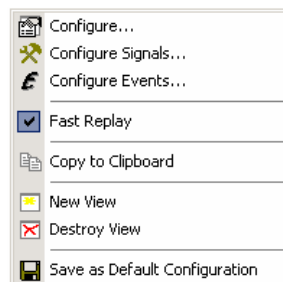 Configure...
Configure Signals...
Configure Events...
Fast Replay
Copy to Clipboard
New View
Destroy View
Save as Default Configuration